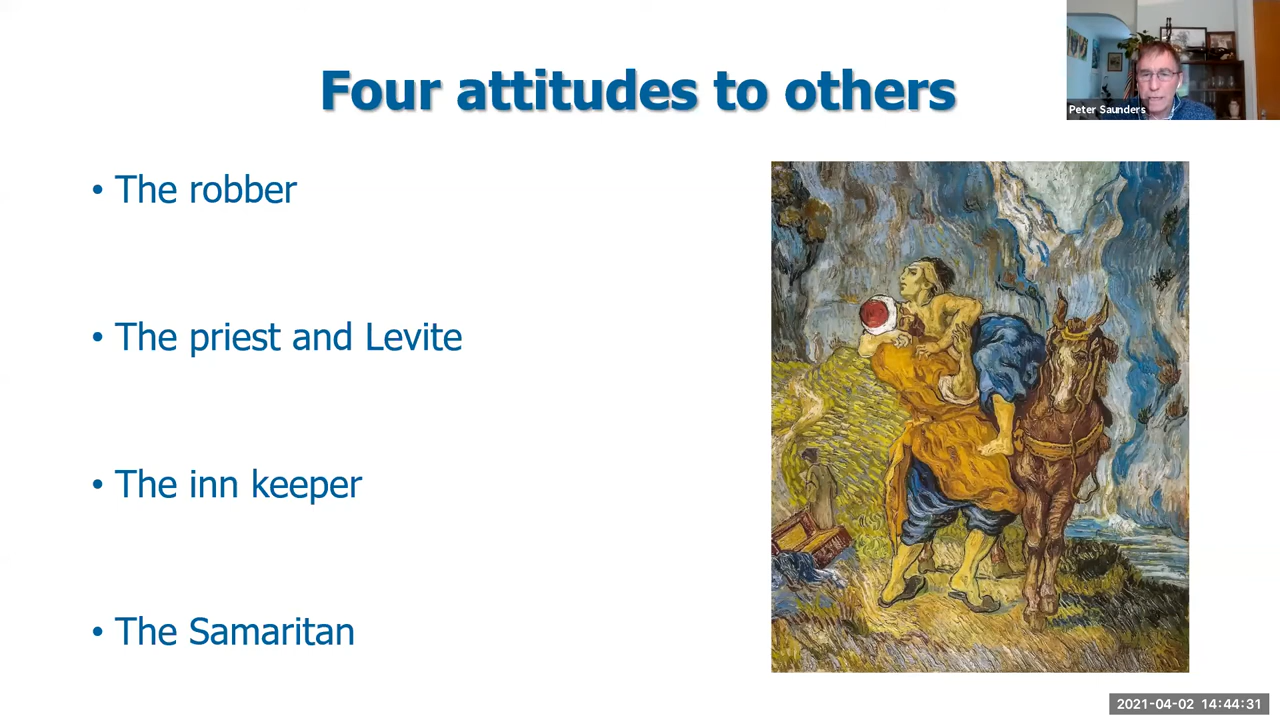 Four attitudes to others
Peter Saunders
• The robber
• The priest and Levite
• The inn keeper
• The Samaritan
2021-04-02 14:44:31